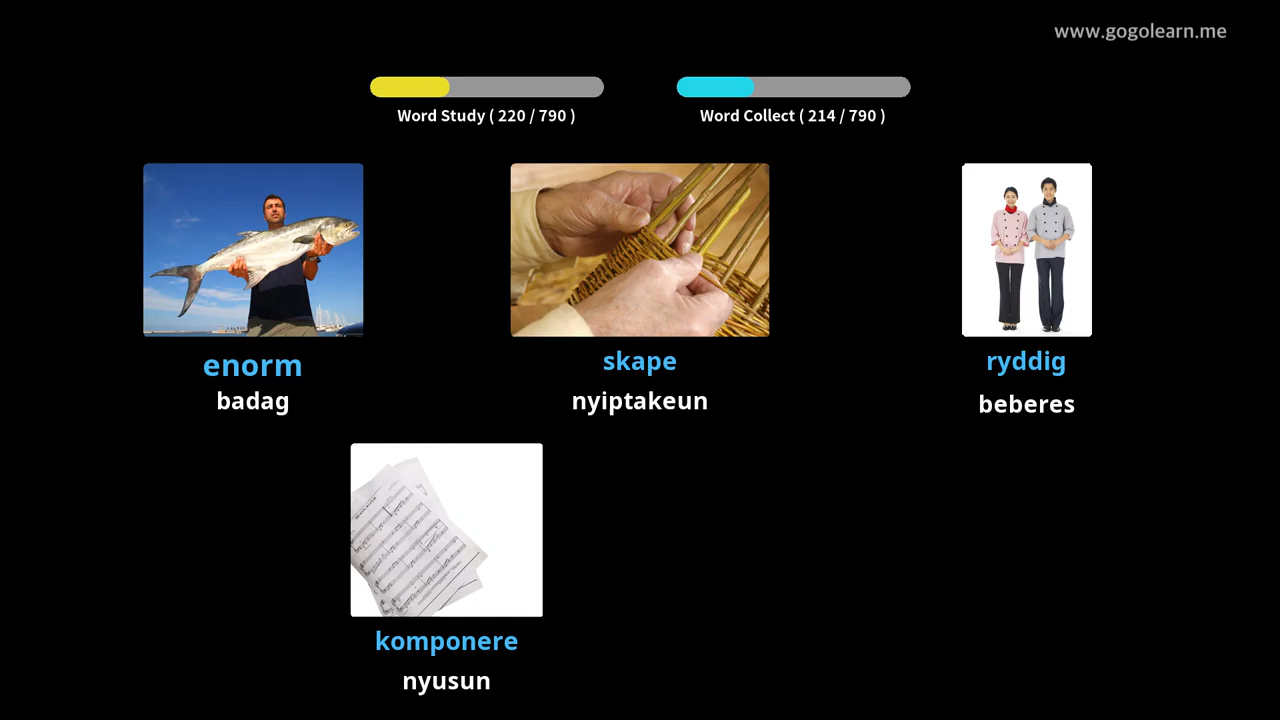 www.gogolearn.me
Word Study ( 220 / 790 )
Word Collect ( 214 / 790 )
enorm
badag
skape
nyiptakeun
ryddig
beberes
komponere
nyusun